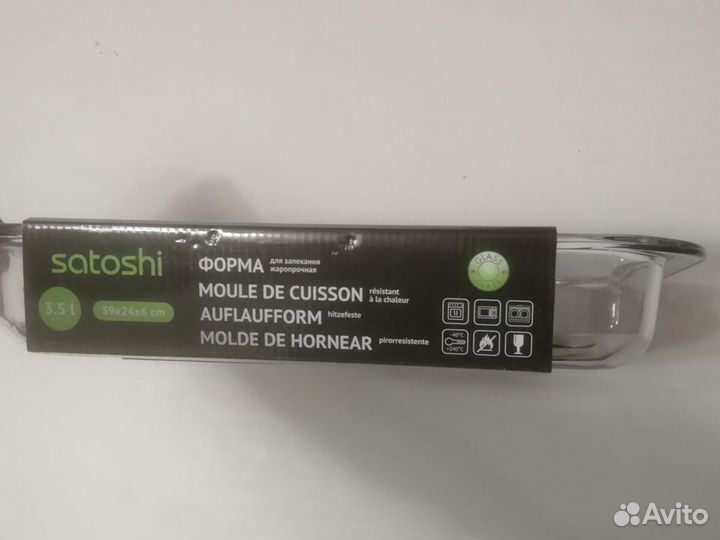 satoshi
3.5 l
39x24x6 cm
ФОРМА для запекания жаропрочная
MOULE DE CUISSON résistant à la chaleur
AUFLAUFFORM hitzefeste
MOLDE DE HORNEAR pirorresistente
GLASS
-40°C
+240°C
Avito